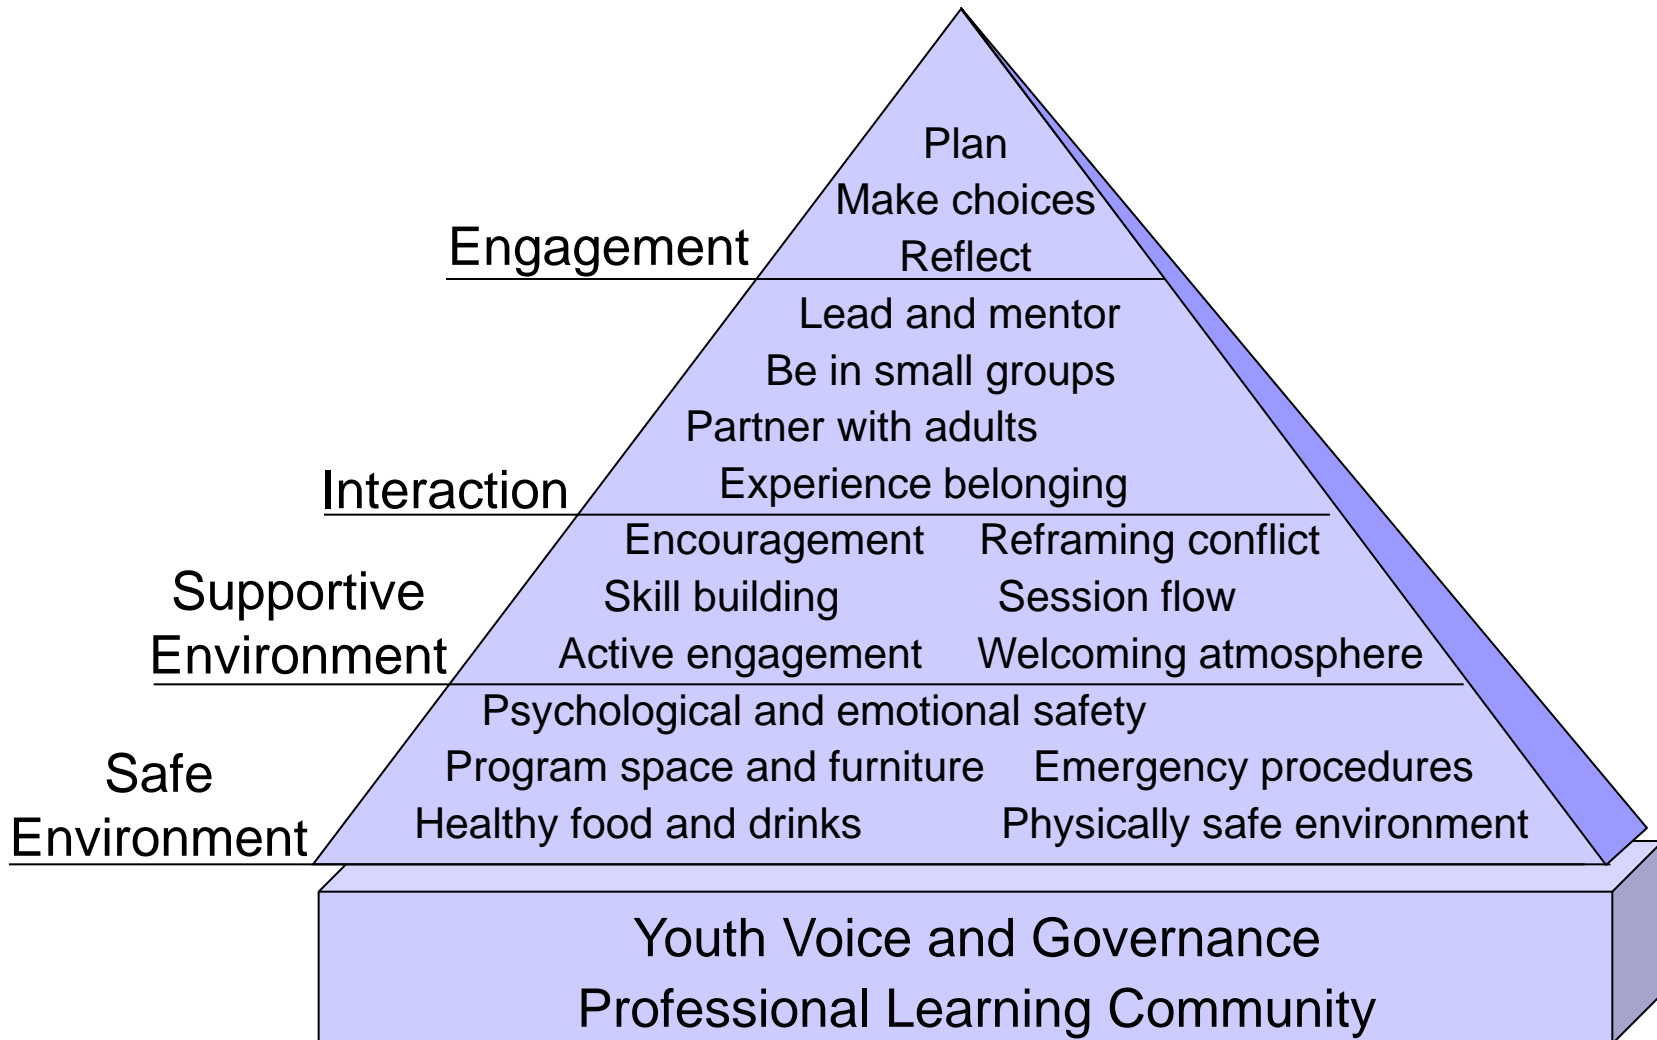 Plan
Make choices
Engagement
Reflect
Lead and mentor
Be in small groups
Partner with adults
Interaction
Experience belonging
Encouragement Reframing conflict
Supportive
Environment
Skill building Session flow
Active engagement Welcoming atmosphere
Psychological and emotional safety
Safe
Environment
Program space and furniture Emergency procedures
Healthy food and drinks Physically safe environment
Youth Voice and Governance
Professional Learning Community